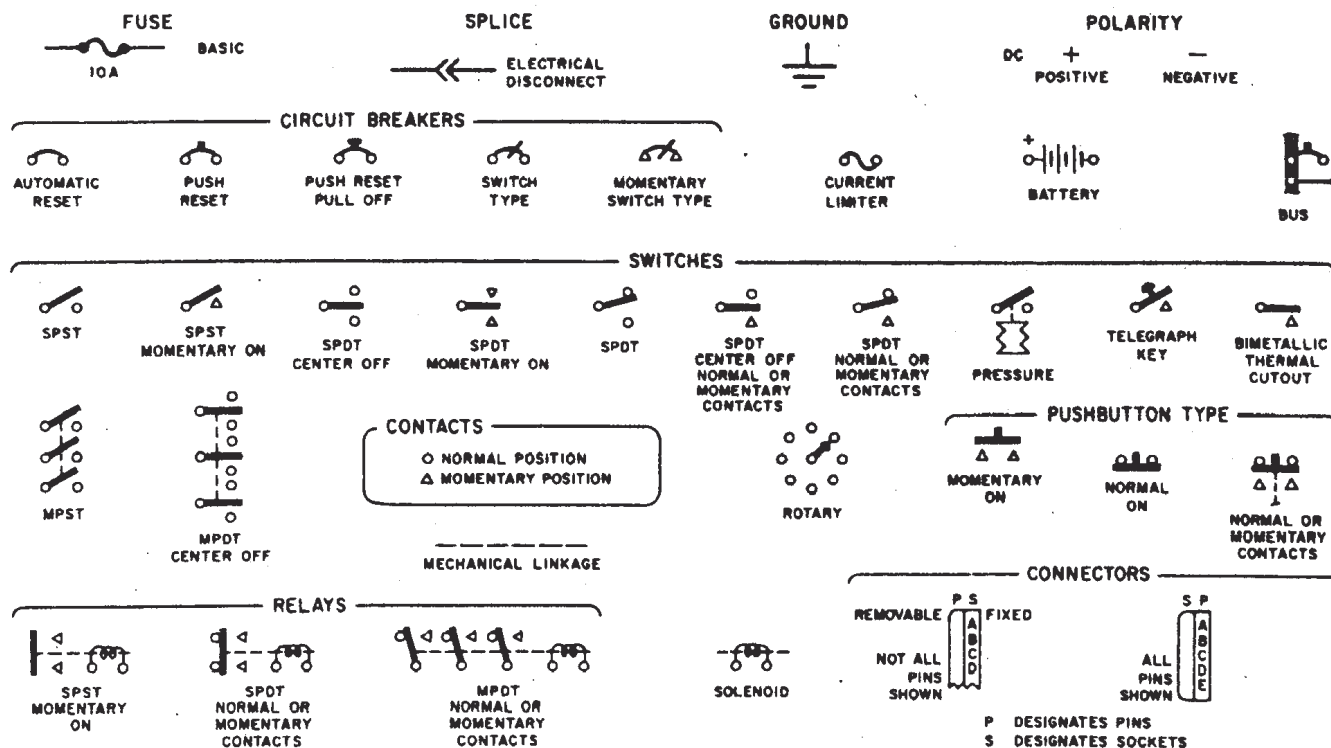 FUSE
10A
BASIC
SPLICE
ELECTRICAL
DISCONNECT
GROUND
POLARITY
DC + −
POSITIVE NEGATIVE
CIRCUIT BREAKERS
AUTOMATIC
RESET
PUSH
RESET
PUSH RESET
PULL OFF
SWITCH
TYPE
MOMENTARY
SWITCH TYPE
CURRENT
LIMITER
+
BATTERY
BUS
SWITCHES
SPST
SPST
MOMENTARY ON
SPDT
CENTER OFF
SPDT
MOMENTARY ON
SPDT
SPDT
CENTER OFF
NORMAL OR
MOMENTARY
CONTACTS
SPDT
NORMAL OR
MOMENTARY
CONTACTS
PRESSURE
TELEGRAPH
KEY
BIMETALLIC
THERMAL
CUTOUT
MPST
MPDT
CENTER OFF
CONTACTS
NORMAL POSITION
MOMENTARY POSITION
MECHANICAL LINKAGE
ROTARY
PUSHBUTTON TYPE
MOMENTARY
ON
NORMAL
ON
NORMAL OR
MOMENTARY
CONTACTS
RELAYS
SPST
MOMENTARY
ON
SPDT
NORMAL OR
MOMENTARY
CONTACTS
MPDT
NORMAL OR
MOMENTARY
CONTACTS
SOLENOID
CONNECTORS
P S
REMOVABLE
FIXED
A
B
C
D
NOT ALL
PINS
SHOWN
S P
A
B
C
D
E
ALL
PINS
SHOWN
P DESIGNATES PINS
S DESIGNATES SOCKETS